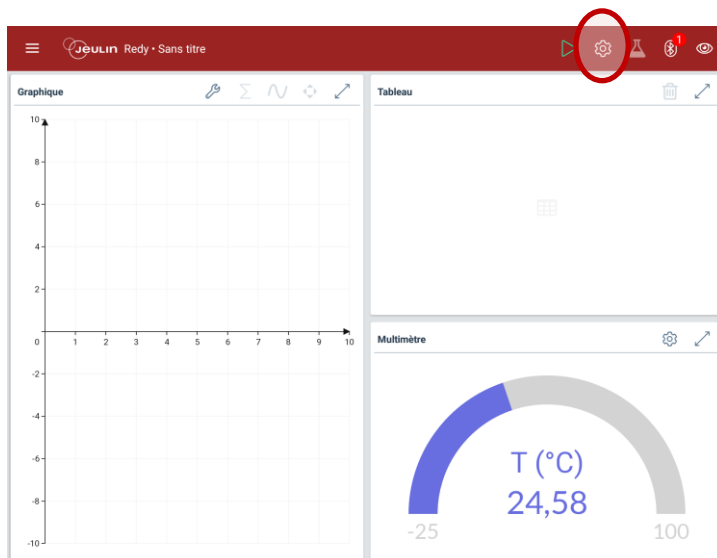 Jeulin Redy • Sans titre
1
Graphique
10
8
6
4
2
0 1 2 3 4 5 6 7 8 9 10
-2
-4
-6
-8
-10
Tableau
Multimètre
T (°C)
24,58
-25 100